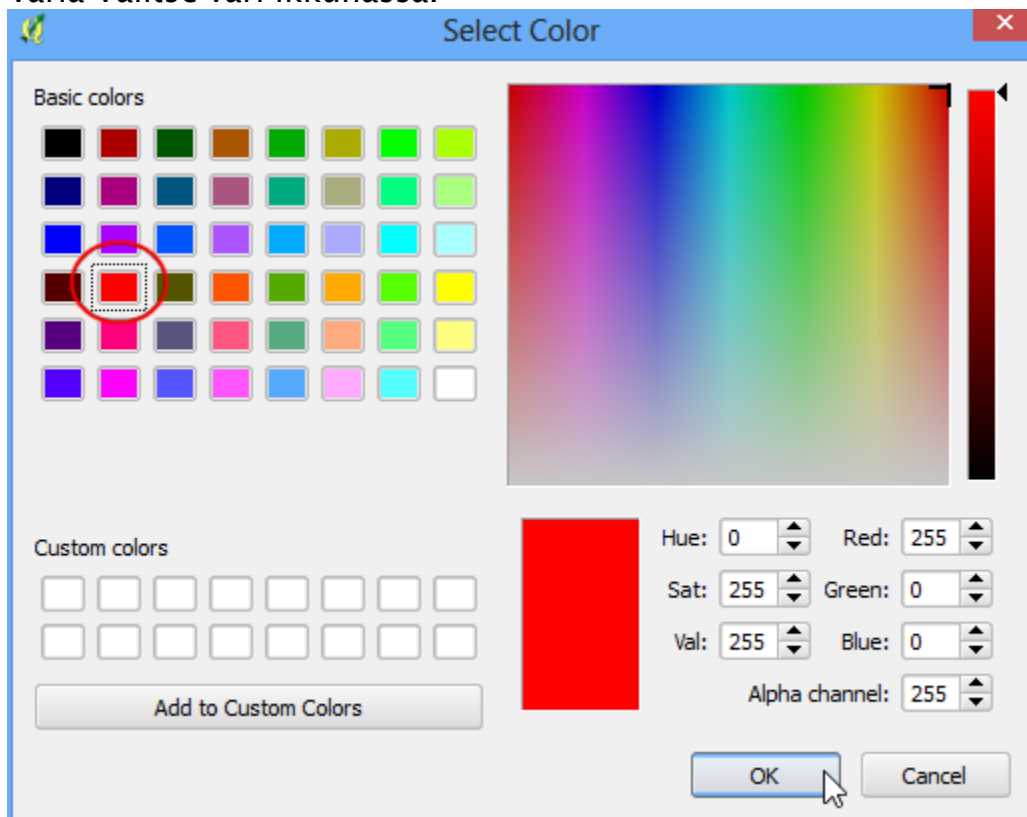 Select Color
Basic colors
Custom colors
Add to Custom Colors
Hue: 0 Red: 255
Sat: 255 Green: 0
Val: 255 Blue: 0
Alpha channel: 255
OK Cancel